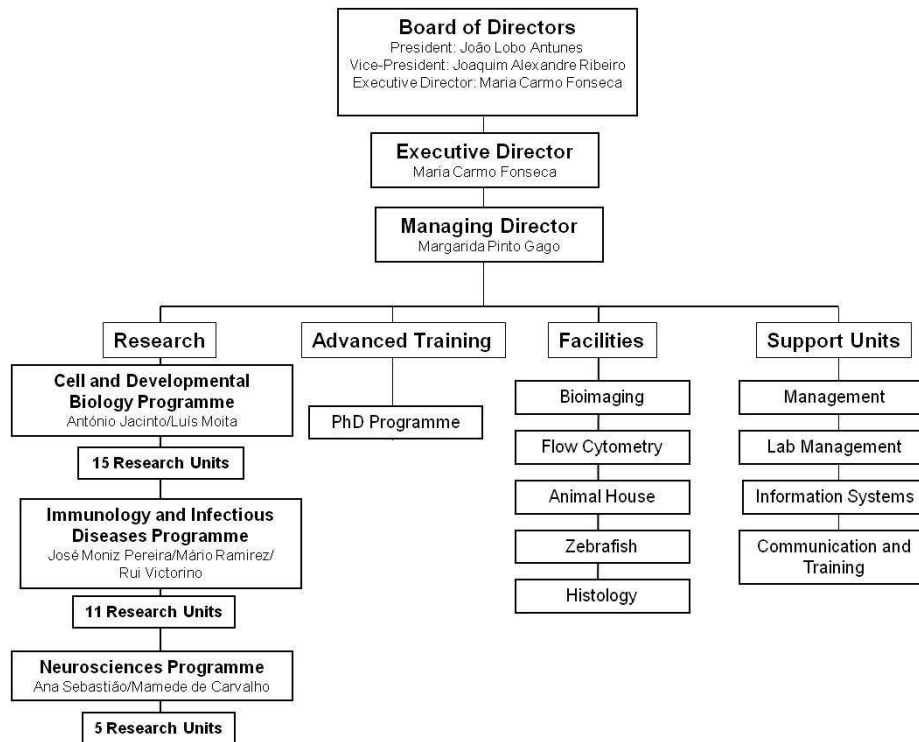 Board of Directors
President: João Lobo Antunes
Vice-President: Joaquim Alexandre Ribeiro
Executive Director: Maria Carmo Fonseca
Executive Director
Maria Carmo Fonseca
Managing Director
Margarida Pinto Gago
Research
Cell and Developmental
Biology Programme
António Jacinto/Luís Moita
15 Research Units
Immunology and Infectious
Diseases Programme
José Moniz Pereira/Mário Ramirez/
Rui Victorino
11 Research Units
Neurosciences Programme
Ana Sebastião/Mamede de Carvalho
5 Research Units
Advanced Training
PhD Programme
Facilities
Bioimaging
Flow Cytometry
Animal House
Zebrafish
Histology
Support Units
Management
Lab Management
Information Systems
Communication and
Training